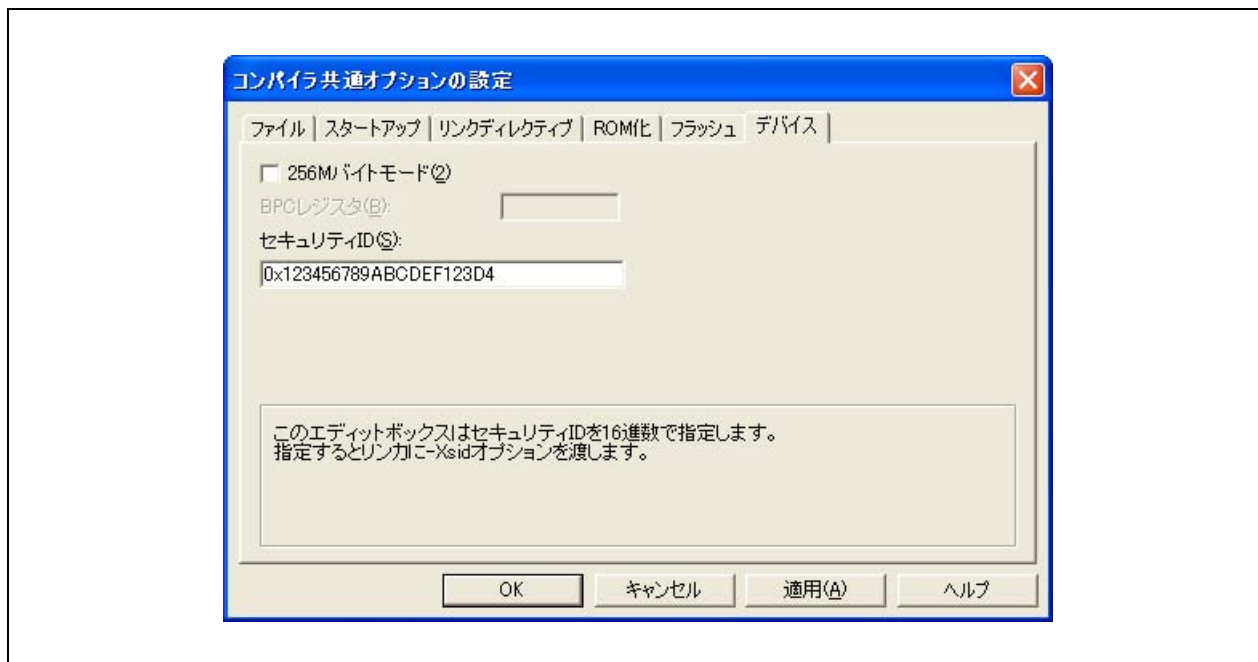 コンパイラ共通オプションの設定
ファイル スタートアップ リンクディレクティブ ROM化 フラッシュ デバイス
256Mバイトモード(2)
BPCレジスタ(B):
セキュリティID(S):
0x123456789ABCDEF123D4
このエディットボックスはセキュリティIDを16進数で指定します。
指定するとリンカに-Xsidオプションを渡します。
OK キャンセル 適用(A) ヘルプ